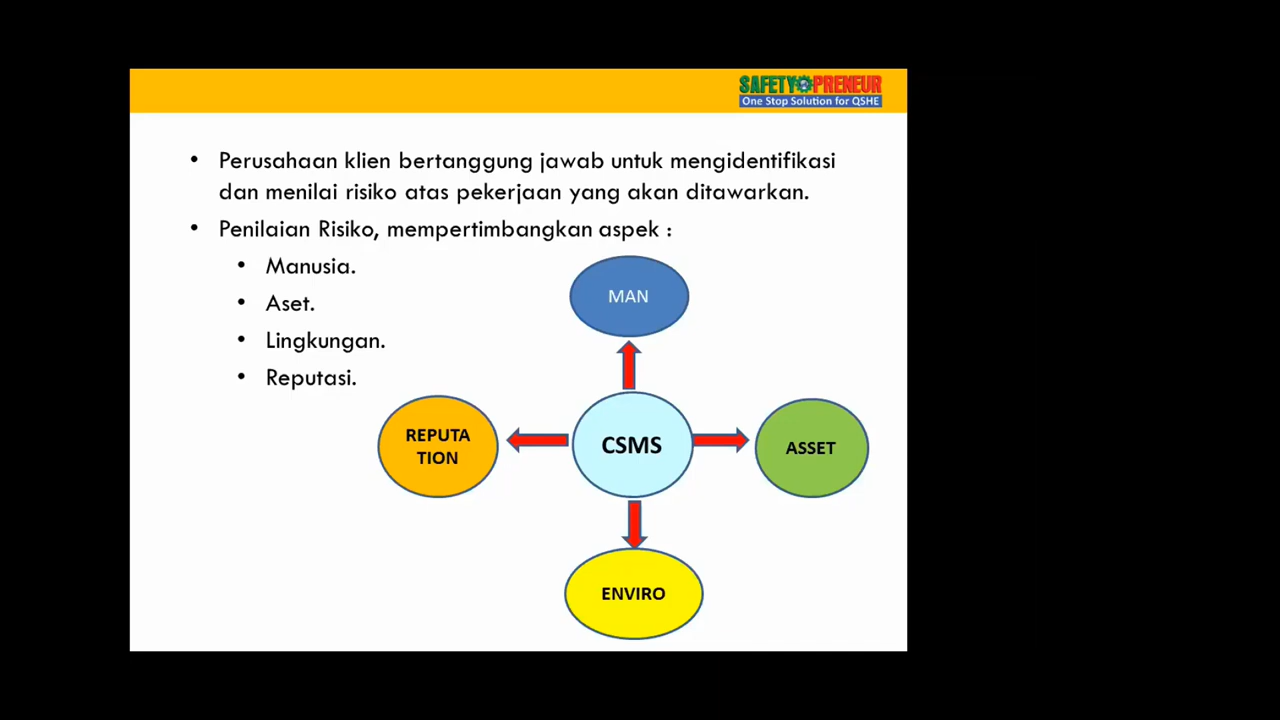 SAFETYPRENEUR
One Stop Solution for QSHE
• Perusahaan klien bertanggung jawab untuk mengidentifikasi
dan menilai risiko atas pekerjaan yang akan ditawarkan.
• Penilaian Risiko, mempertimbangkan aspek :
• Manusia.
• Aset.
• Lingkungan.
• Reputasi.
MAN
REPUTA
TION
CSMS
ASSET
ENVIRO